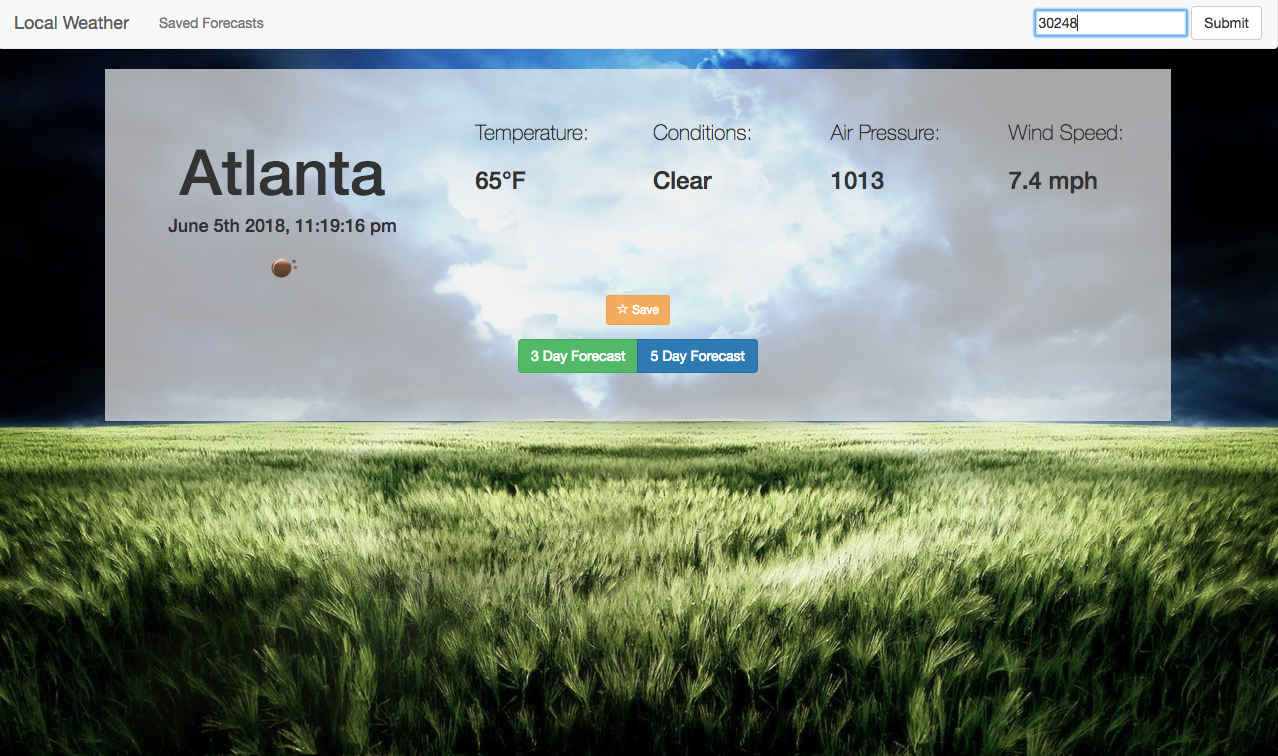 Local Weather Saved Forecasts 30248 Submit
Temperature: Conditions: Air Pressure: Wind Speed:
Atlanta 65°F Clear 1013 7.4 mph
June 5th 2018, 11:19:16 pm
☆ Save
3 Day Forecast 5 Day Forecast